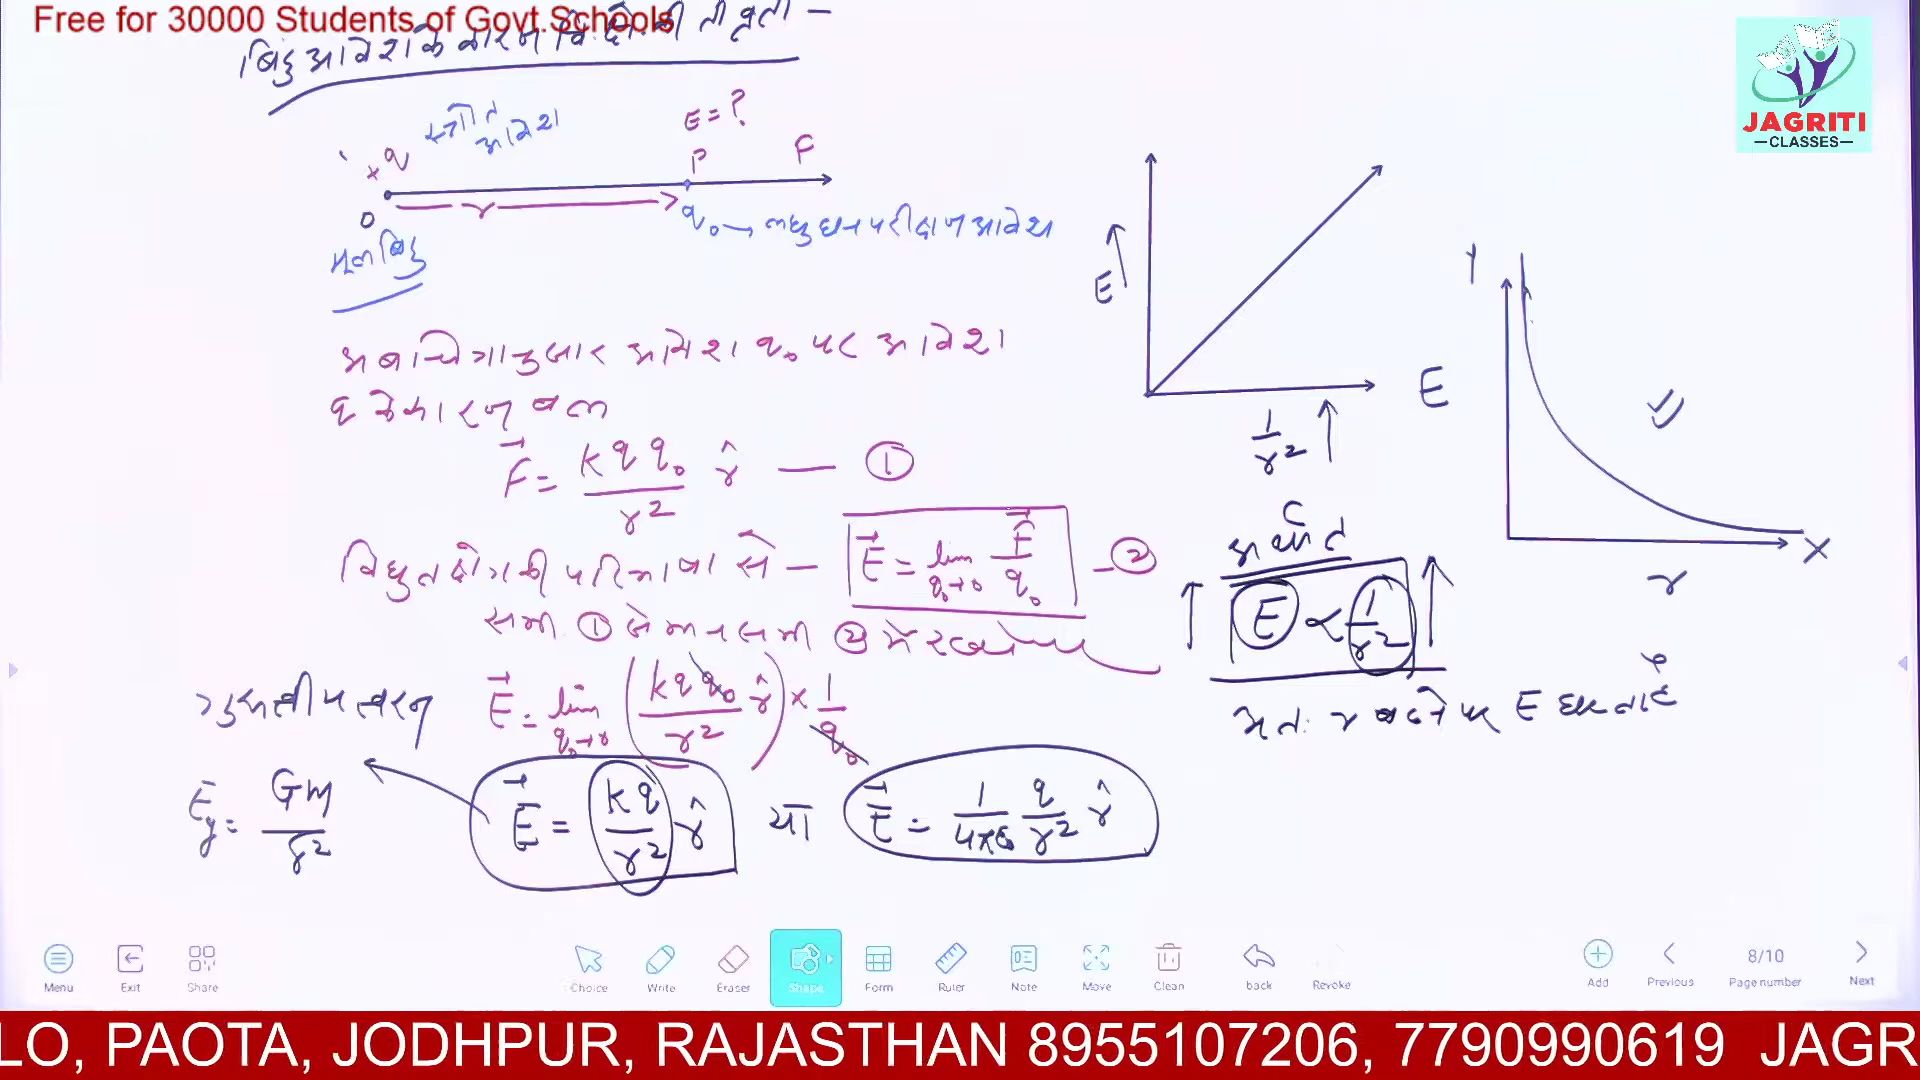 Free for 30000 Students of Govt.Schools
बिंदु आवेश के कारण वि. क्षे. की तीव्रता –
JAGRITI
—CLASSES—
स्त्रोत
आवेश
E = ?
q
P
F
O
r
q₀ → लघु धन परीक्षण आवेश
मूल बिंदु
आवेश q₀ पर आवेश
q के कारण बल
F⃗ = kqq₀/r² r̂ — ①
विद्युत क्षेत्र की परिभाषा से – E⃗ = lim q₀→0 F⃗/q₀ – ②
समी ① से मान समी ② में रखने पर
E⃗ = lim q₀→0 (kqq₀/r² r̂) × 1/q₀
गुरुत्वीय त्वरण
E⃗ = kq/r² r̂ या E⃗ = 1/4πε₀ q/r² r̂
E_g = GM/r²
E
1/r²
E
Y
X
r
अर्थात
E ∝ 1/r²
अतः r बढ़ने पर E घटता है
Menu
Exit
Share
Choice
Write
Eraser
Shape
Form
Ruler
Note
Move
Clean
back
Revoke
Add
Previous
8/10
Page number
Next
LO, PAOTA, JODHPUR, RAJASTHAN 8955107206, 7790990619 JAGR